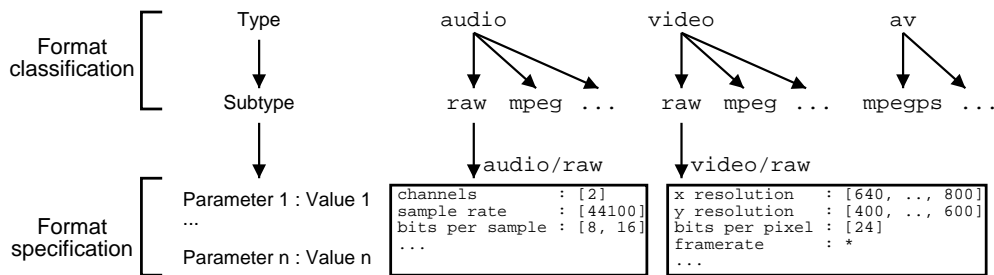 Type audio video av
Format
classification
Subtype raw mpeg ... raw mpeg ... mpegps ...
audio/raw video/raw
Format
specification
Parameter 1 : Value 1
...
Parameter n : Value n
channels : [2]
sample rate : [44100]
bits per sample : [8, 16]
...
x resolution : [640, .., 800]
y resolution : [400, .., 600]
bits per pixel : [24]
framerate : *
...